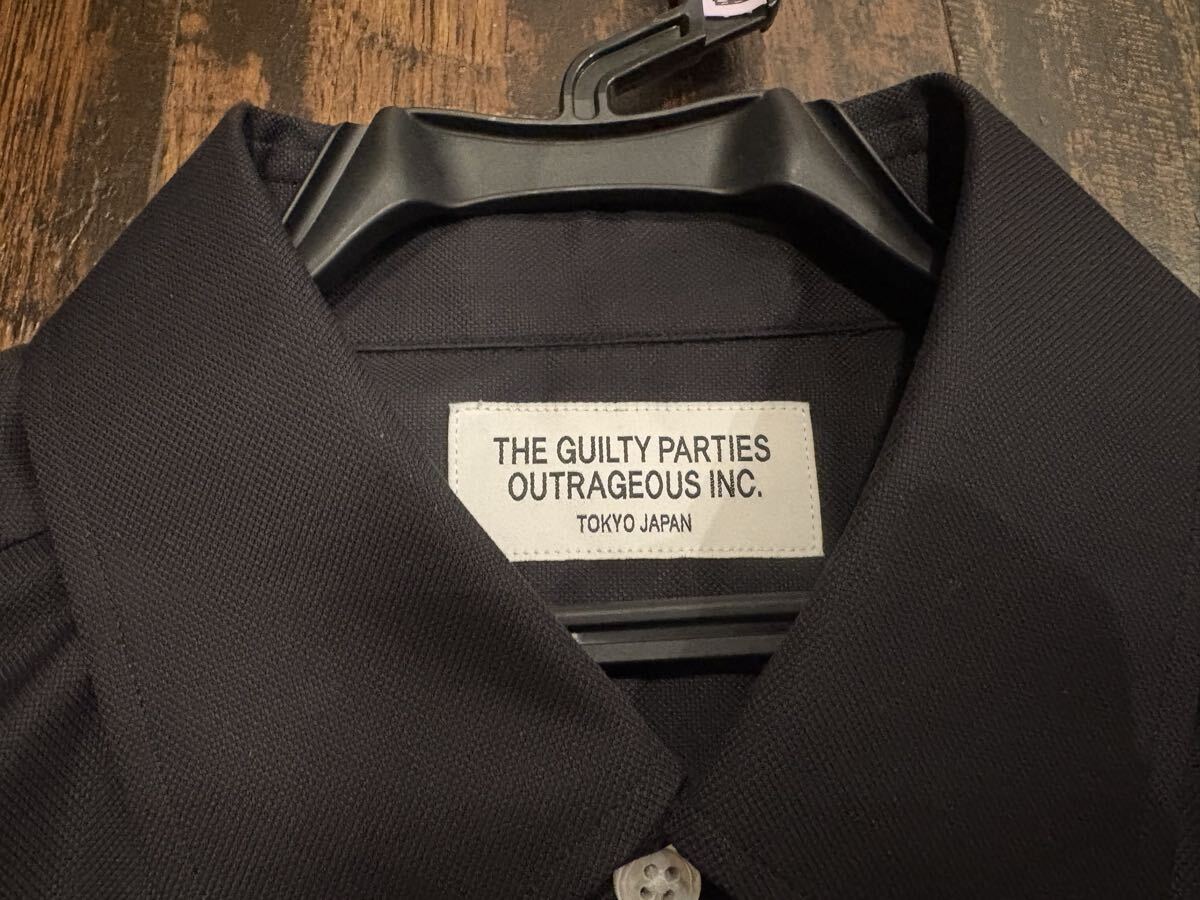 THE GUILTY PARTIES
OUTRAGEOUS INC.
TOKYO JAPAN